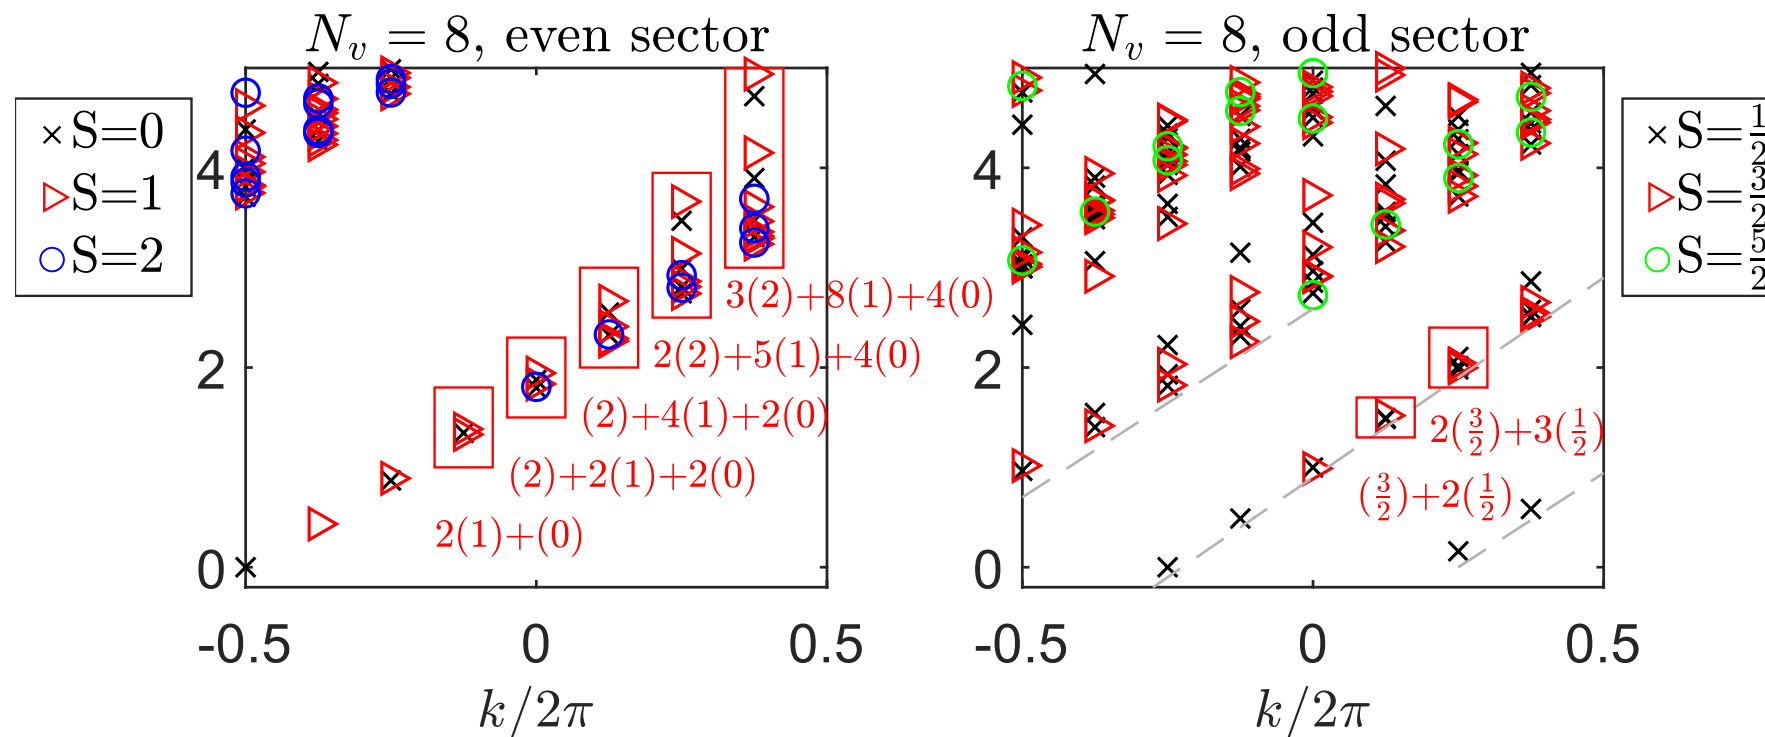 N_v = 8, even sector
S=0
S=1
S=2
4
2
0
-0.5
0
0.5
k/2π
3(2)+8(1)+4(0)
2(2)+5(1)+4(0)
(2)+4(1)+2(0)
(2)+2(1)+2(0)
2(1)+(0)
N_v = 8, odd sector
4
2
0
-0.5
0
0.5
k/2π
2(3/2)+3(1/2)
(3/2)+2(1/2)
S=1/2
S=3/2
S=5/2